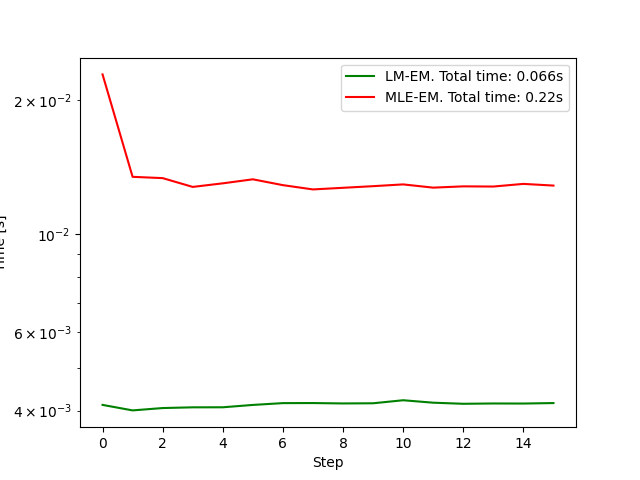 LM-EM. Total time: 0.066s
MLE-EM. Total time: 0.22s
2 × 10⁻²
10⁻²
6 × 10⁻³
4 × 10⁻³
Time [s]
0 2 4 6 8 10 12 14
Step